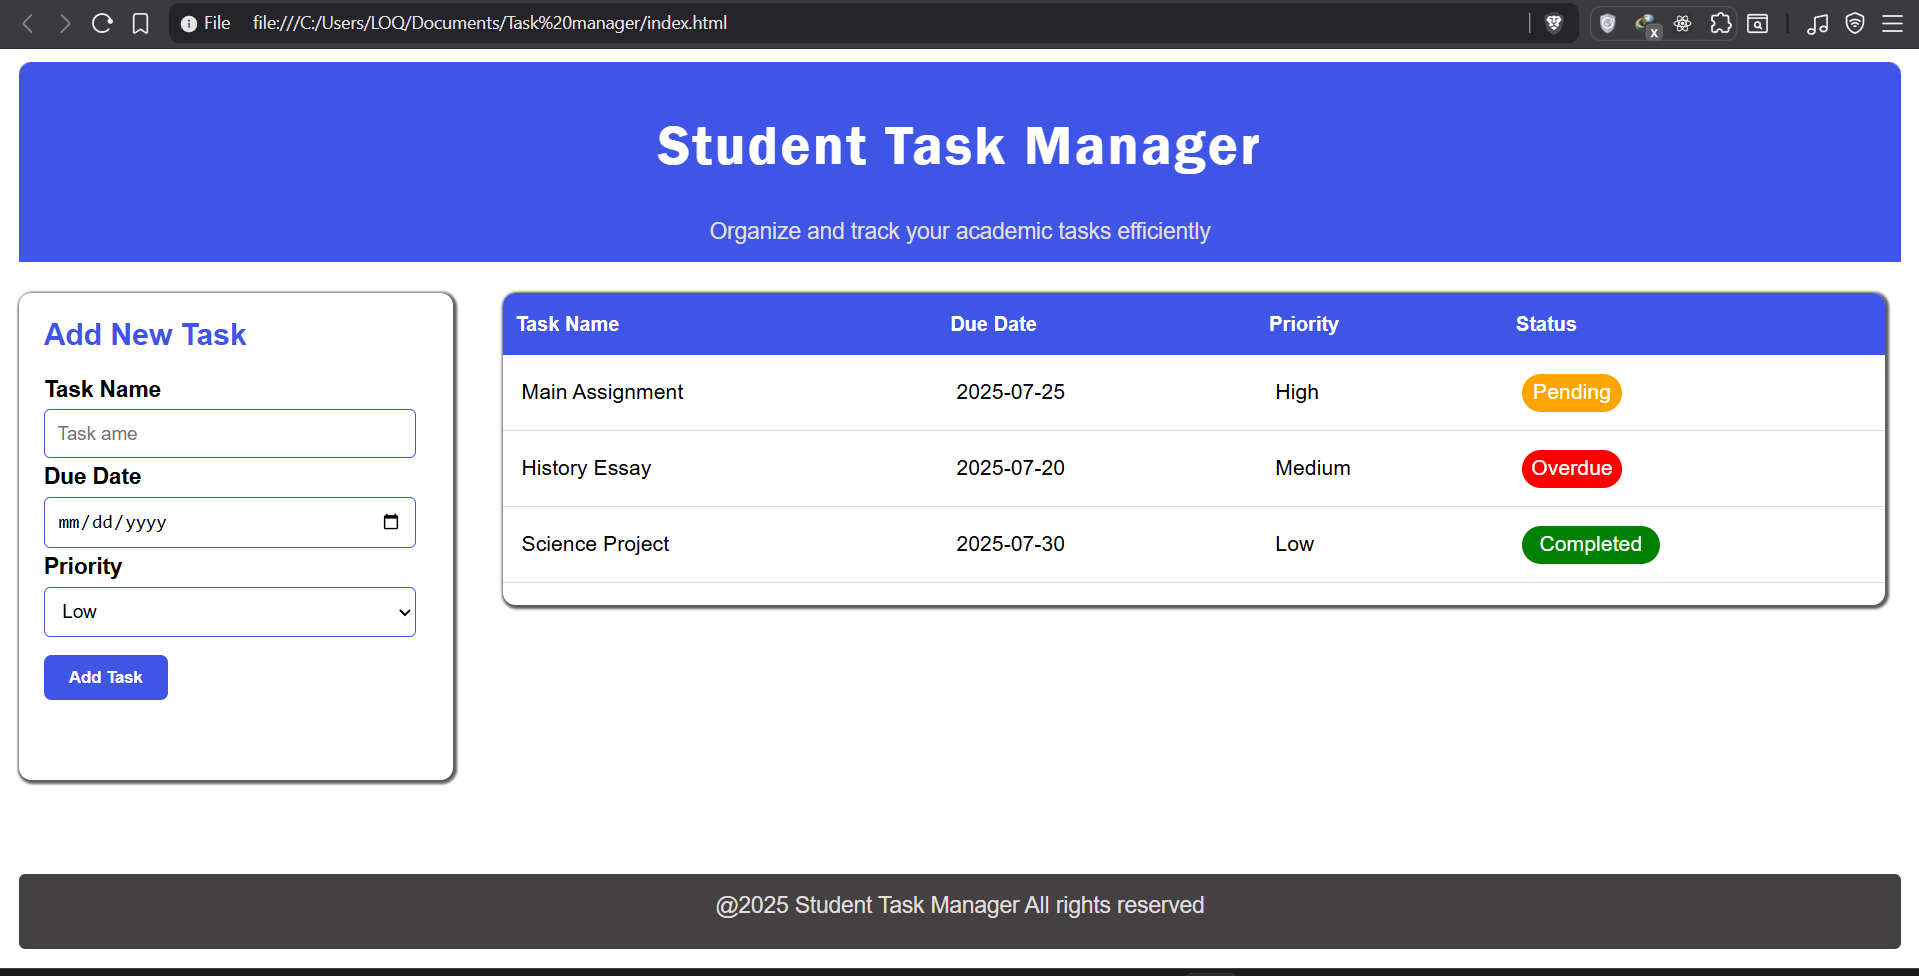 File file:///C:/Users/LOQ/Documents/Task%20manager/index.html
x
Student Task Manager
Organize and track your academic tasks efficiently
Add New Task
Task Name
Task ame
Due Date
mm/dd/yyyy
Priority
Low
Add Task
Task Name Due Date Priority Status
Main Assignment 2025-07-25 High Pending
History Essay 2025-07-20 Medium Overdue
Science Project 2025-07-30 Low Completed
@2025 Student Task Manager All rights reserved